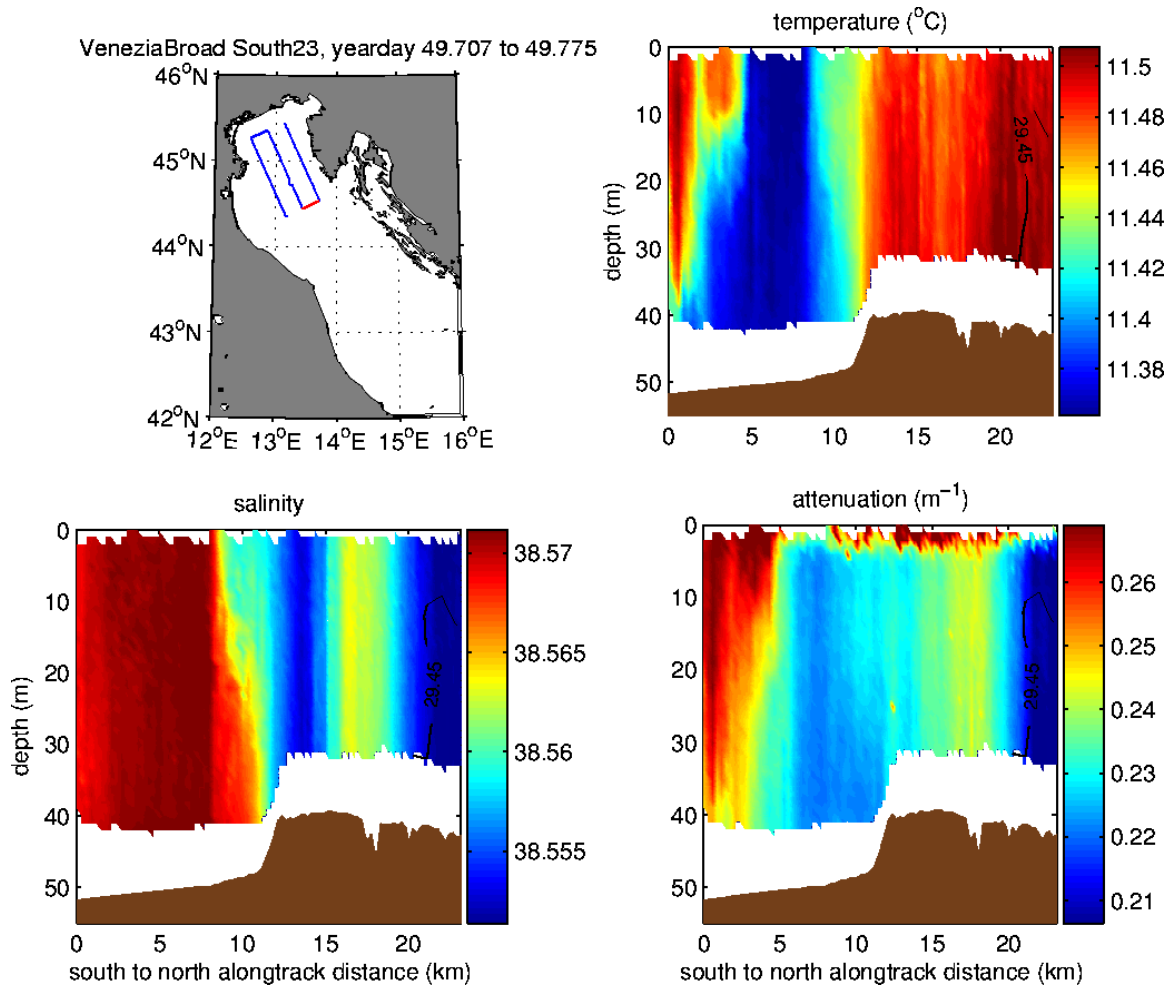 VeneziaBroad South23, yearday 49.707 to 49.775
46°N
45°N
44°N
43°N
42°N
12°E
13°E
14°E
15°E
16°E
temperature (°C)
0
10
20
30
40
50
depth (m)
0
5
10
15
20
29.45
11.5
11.48
11.46
11.44
11.42
11.4
11.38
salinity
0
10
20
30
40
50
depth (m)
0
5
10
15
20
south to north alongtrack distance (km)
29.45
38.57
38.565
38.56
38.555
attenuation (m⁻¹)
0
10
20
30
40
50
0
5
10
15
20
south to north alongtrack distance (km)
29.45
0.26
0.25
0.24
0.23
0.22
0.21